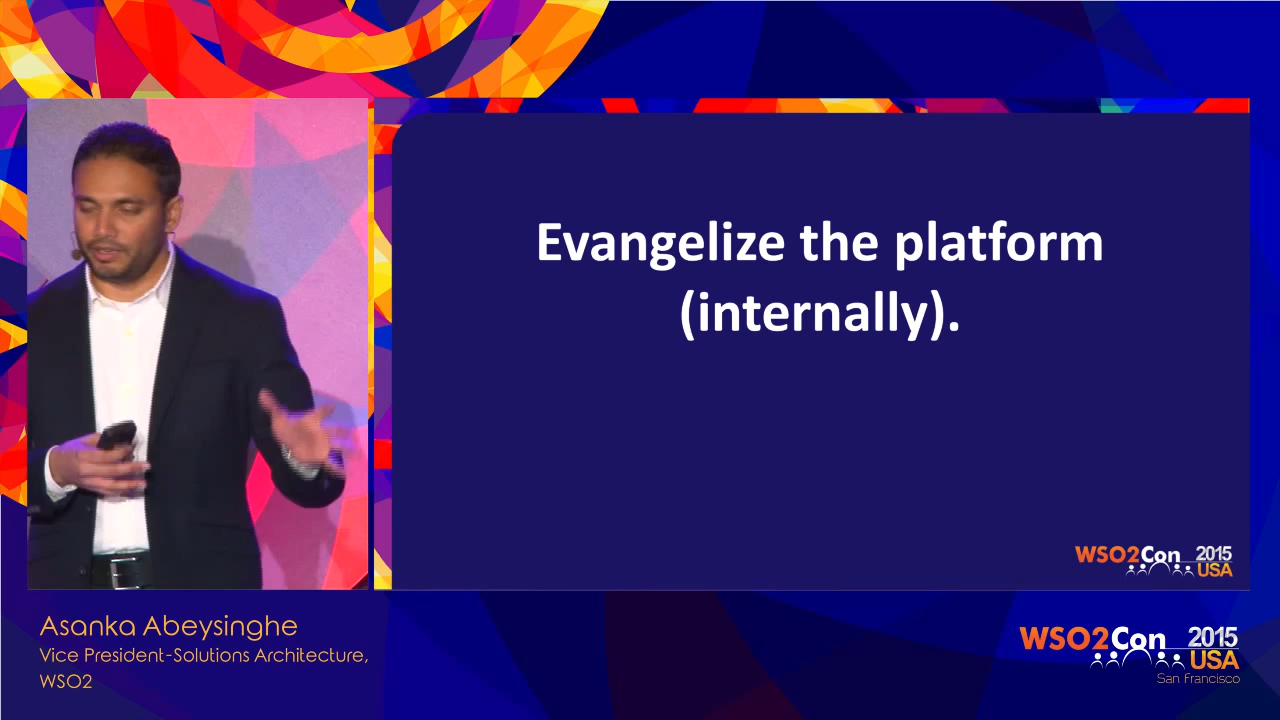 Evangelize the platform
(internally).
WSO2Con 2015
USA
Asanka Abeysinghe
Vice President-Solutions Architecture,
WSO2
WSO2Con 2015
USA
San Francisco